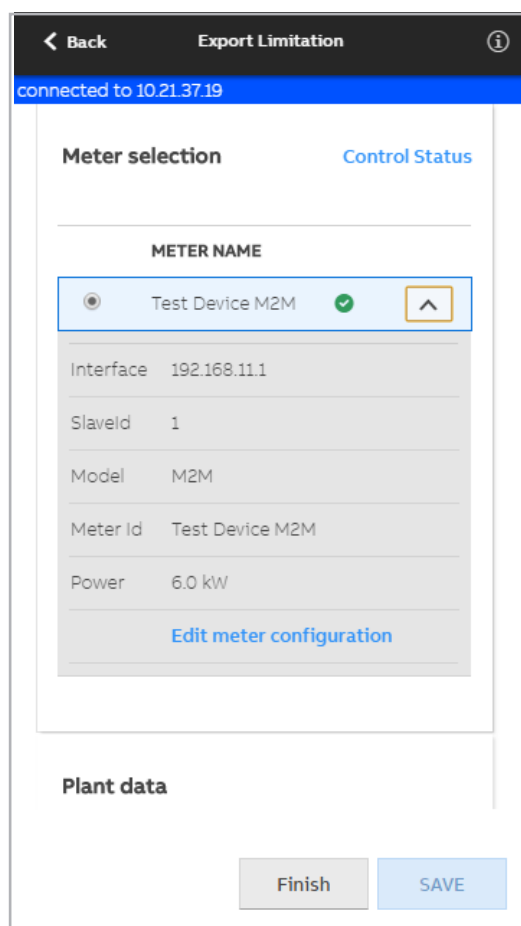 Back Export Limitation
connected to 10.21.37.19
Meter selection Control Status
METER NAME
Test Device M2M
Interface 192.168.11.1
SlaveId 1
Model M2M
Meter Id Test Device M2M
Power 6.0 kW
Edit meter configuration
Plant data
Finish SAVE